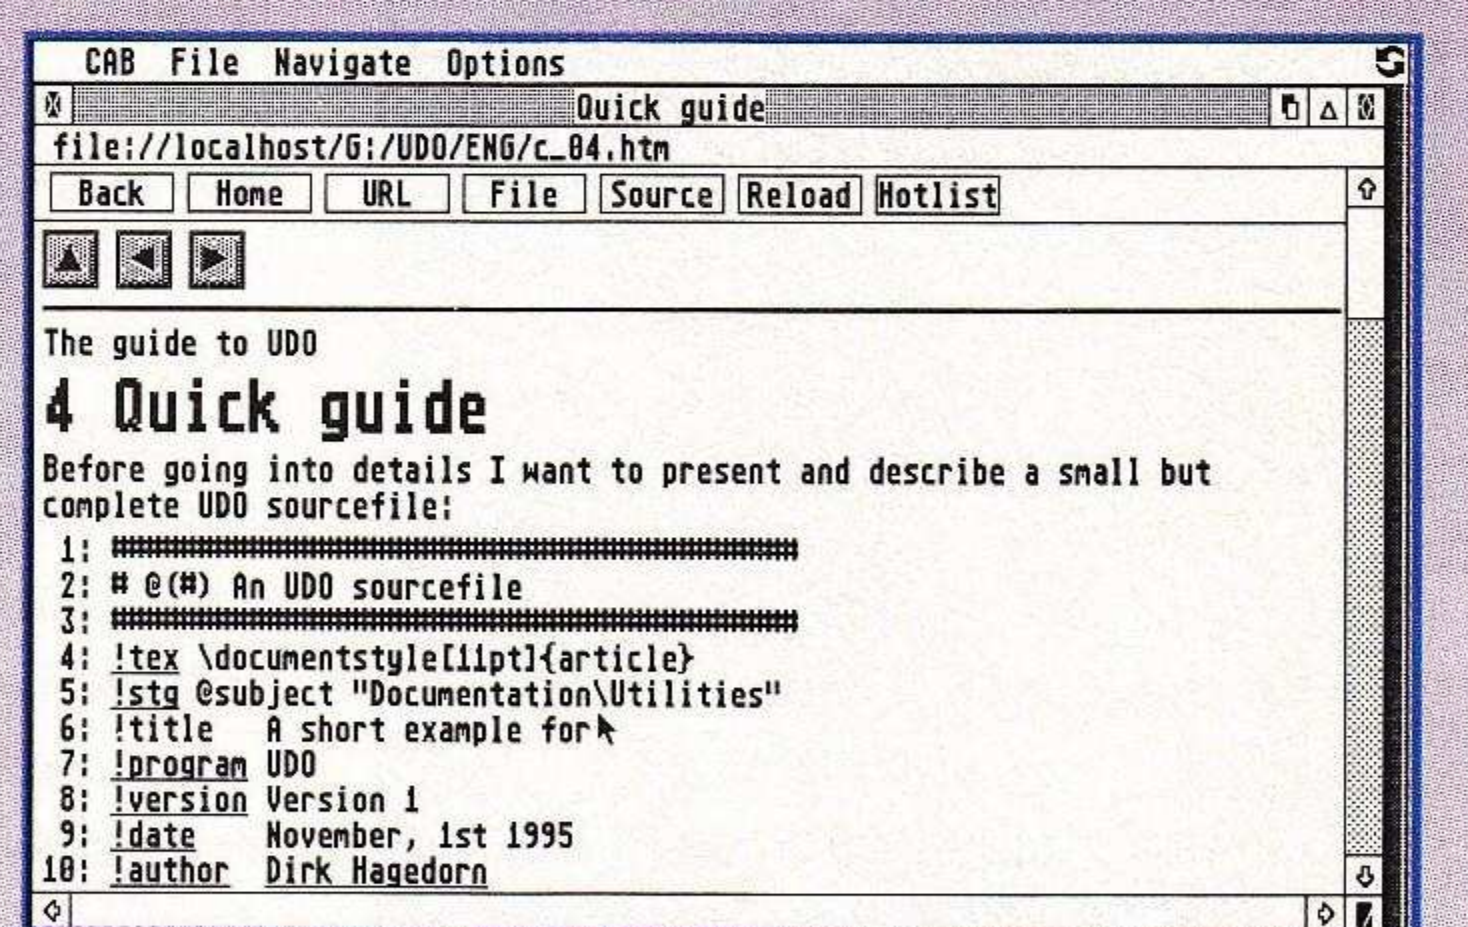 CAB File Navigate Options
Quick guide
file://localhost/G:/UDO/ENG/c_04.htm
Back Home URL File Source Reload Hotlist
The guide to UDO
4 Quick guide
Before going into details I want to present and describe a small but
complete UDO sourcefile:
1: ############################################################
2: # @(#) An UDO sourcefile
3: ############################################################
4: !tex \documentstyle[11pt]{article}
5: !stg @subject "Documentation\Utilities"
6: !title A short example for
7: !program UDO
8: !version Version 1
9: !date November, 1st 1995
10: !author Dirk Hagedorn